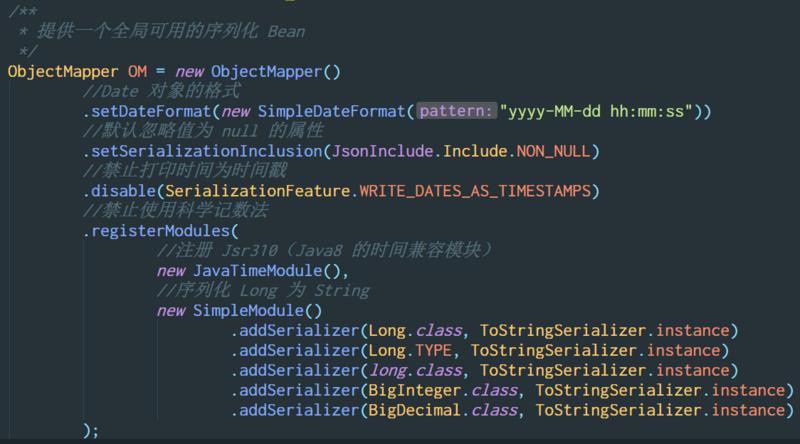 /**
 * 提供一个全局可用的序列化 Bean
 */
ObjectMapper OM = new ObjectMapper()
        //Date 对象的格式
        .setDateFormat(new SimpleDateFormat( pattern: "yyyy-MM-dd hh:mm:ss"))
        //默认忽略值为 null 的属性
        .setSerializationInclusion(JsonInclude.Include.NON_NULL)
        //禁止打印时间为时间戳
        .disable(SerializationFeature.WRITE_DATES_AS_TIMESTAMPS)
        //禁止使用科学记数法
        .registerModules(
                //注册 Jsr310（Java8 的时间兼容模块）
                new JavaTimeModule(),
                //序列化 Long 为 String
                new SimpleModule()
                        .addSerializer(Long.class, ToStringSerializer.instance)
                        .addSerializer(Long.TYPE, ToStringSerializer.instance)
                        .addSerializer(long.class, ToStringSerializer.instance)
                        .addSerializer(BigInteger.class, ToStringSerializer.instance)
                        .addSerializer(BigDecimal.class, ToStringSerializer.instance)
        );